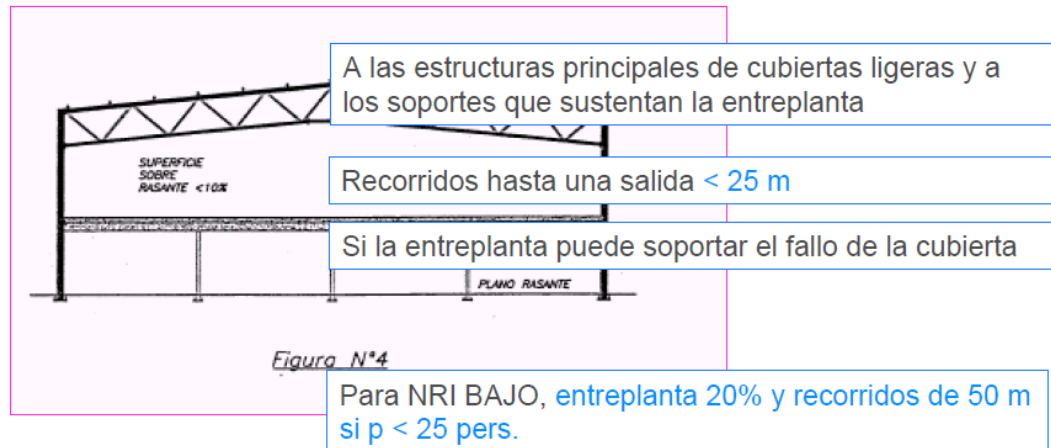 A las estructuras principales de cubiertas ligeras y a
los soportes que sustentan la entreplanta
SUPERFICIE
SOBRE
RASANTE <10%
Recorridos hasta una salida < 25 m
Si la entreplanta puede soportar el fallo de la cubierta
PLANO RASANTE
Figura N°4
Para NRI BAJO, entreplanta 20% y recorridos de 50 m
si p < 25 pers.